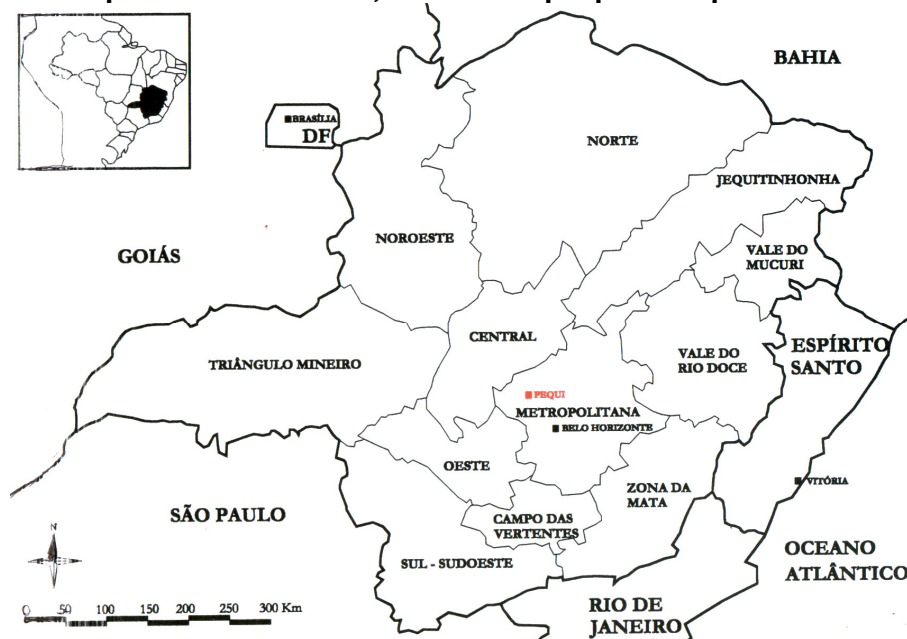 BAHIA
BRASÍLIA
DF
NORTE
JEQUITINHONHA
NOROESTE
VALE DO
MUCURI
GOIÁS
CENTRAL
TRIÂNGULO MINEIRO
VALE DO
RIO DOCE
ESPÍRITO
SANTO
PEQUI
METROPOLITANA
BELO HORIZONTE
OESTE
ZONA DA
MATA
VITÓRIA
SÃO PAULO
CAMPO DAS
VERTENTES
N
SUL - SUDOESTE
OCEANO
ATLÂNTICO
0 50 100 150 200 250 300 Km
RIO DE
JANEIRO